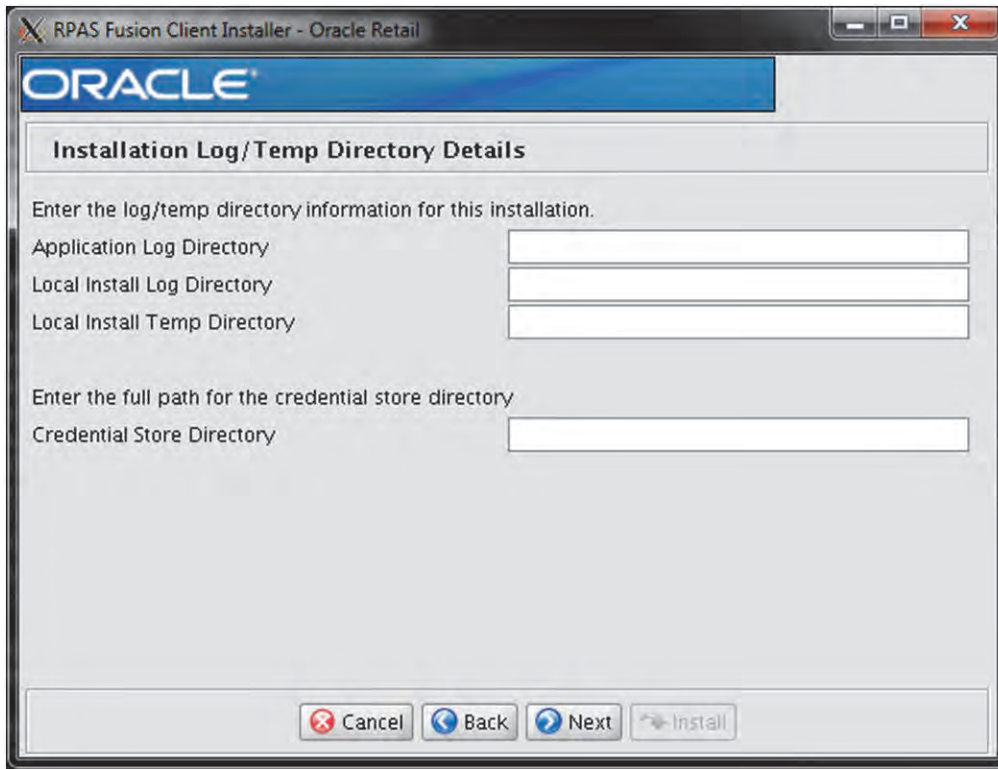 RPAS Fusion Client Installer - Oracle Retail
ORACLE®
Installation Log/Temp Directory Details
Enter the log/temp directory information for this installation.
Application Log Directory
Local Install Log Directory
Local Install Temp Directory
Enter the full path for the credential store directory
Credential Store Directory
Cancel Back Next Install